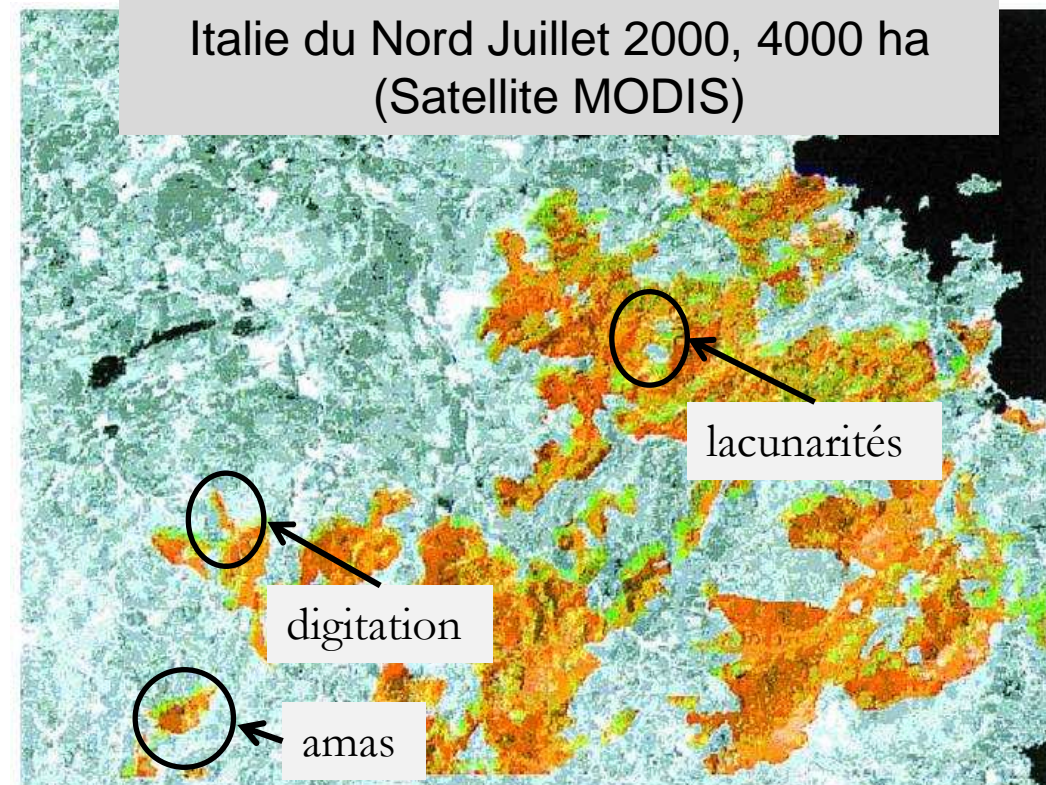 Italie du Nord Juillet 2000, 4000 ha
(Satellite MODIS)
lacunarités
digitation
amas